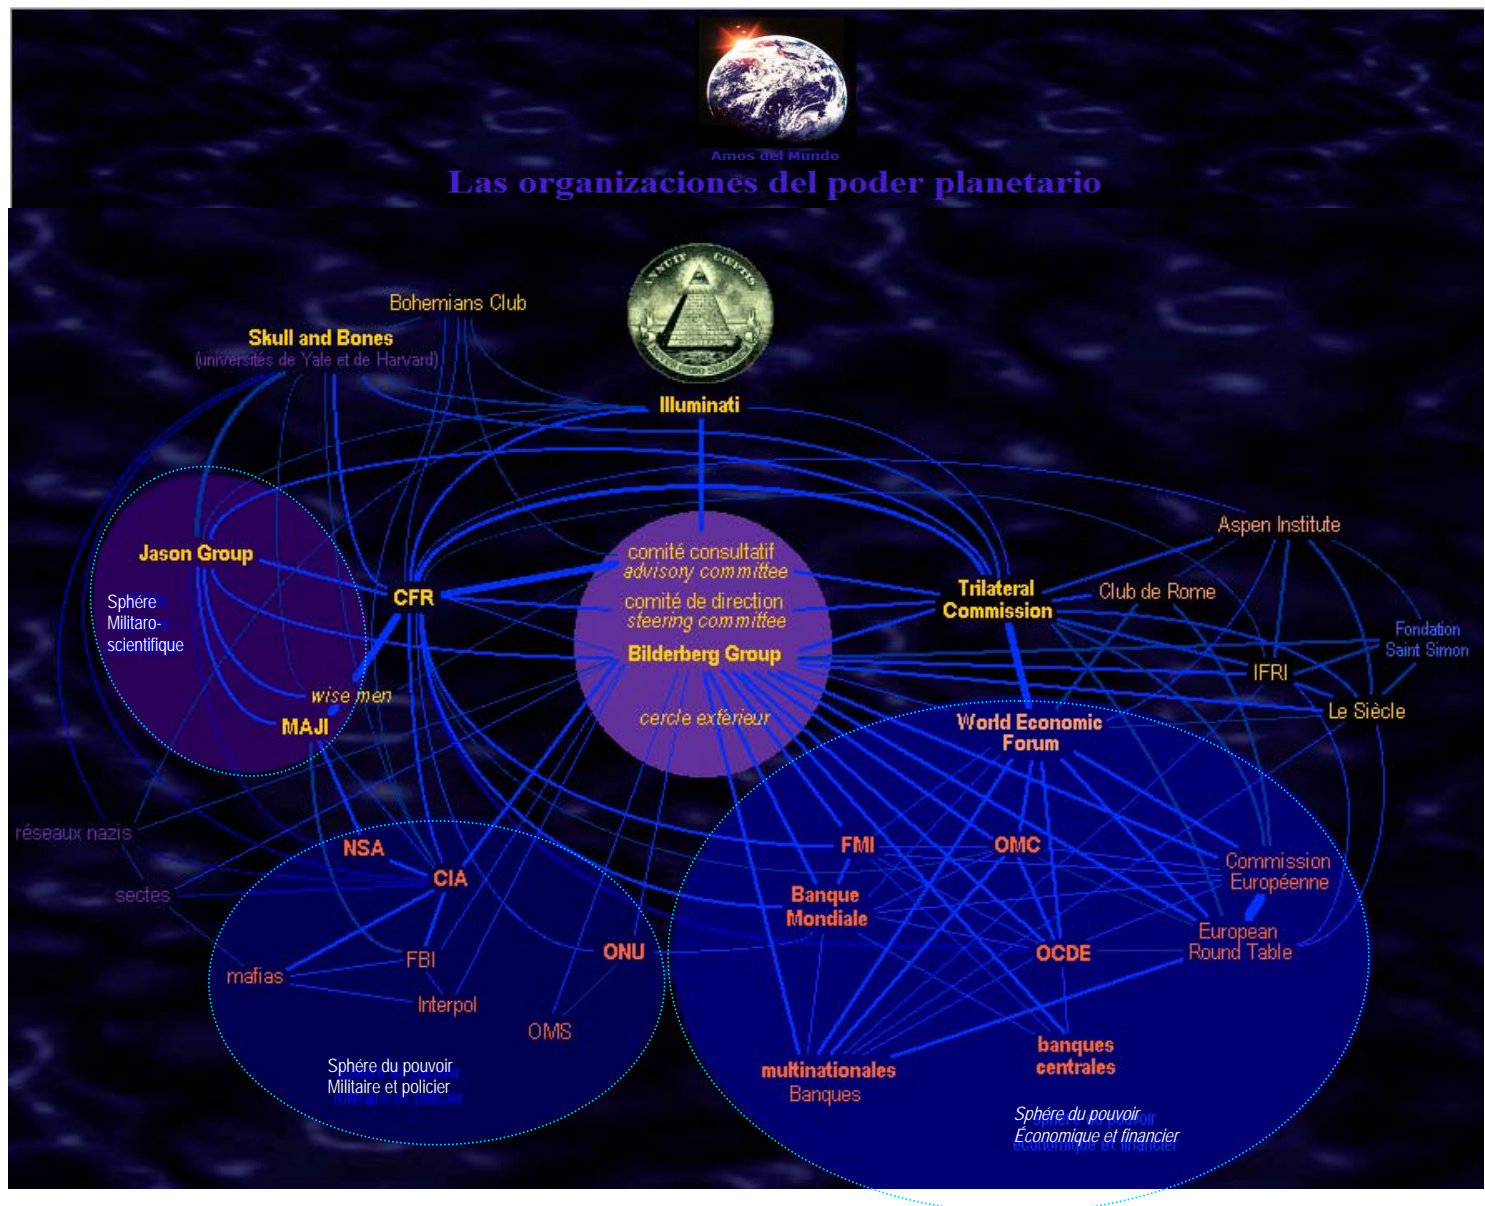 Amos del Mundo
Las organizaciones del poder planetario
ANNUIT CŒPTIS
Bohemians Club
Skull and Bones
(universités de Yale et de Harvard)
Illuminati
Jason Group
Sphére
Militaro-
scientifique
CFR
wise men
MAJI
comité consultatif
advisory committee
comité de direction
steering committee
Bilderberg Group
cercle extérieur
Trilateral
Commission
Aspen Institute
Club de Rome
Fondation
Saint Simon
IFRI
Le Siècle
World Economic
Forum
réseaux nazis
sectes
NSA
CIA
FBI
mafias
Interpol
ONU
OMS
Sphére du pouvoir
Militaire et policier
FMI
OMC
Banque
Mondiale
Commission
Européenne
European
Round Table
OCDE
banques
centrales
multinationales
Banques
Sphére du pouvoir
Économique et financier